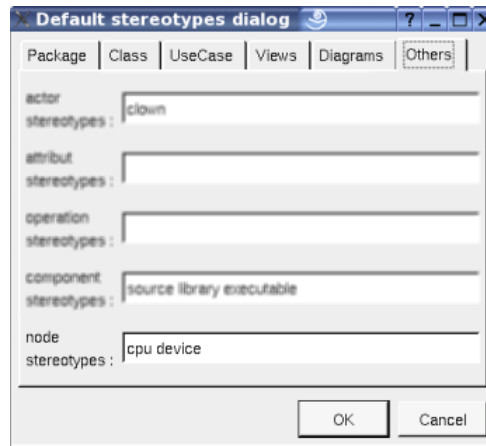 Default stereotypes dialog
Package Class UseCase Views Diagrams Others
actor
stereotypes : clown
attribut
stereotypes :
operation
stereotypes :
component
stereotypes : source library executable
node
stereotypes : cpu device
OK Cancel